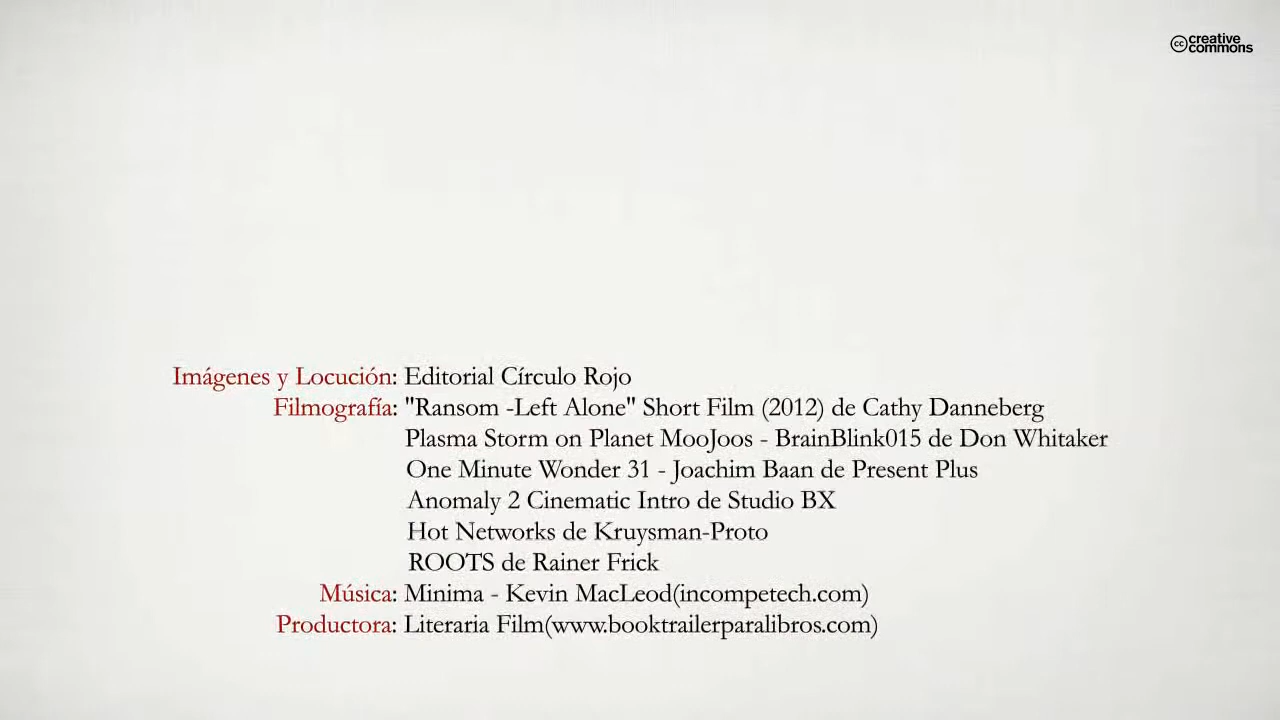 creative
commons
Imágenes y Locución: Editorial Círculo Rojo
Filmografía: "Ransom -Left Alone" Short Film (2012) de Cathy Danneberg
Plasma Storm on Planet MooJoos - BrainBlink015 de Don Whitaker
One Minute Wonder 31 - Joachim Baan de Present Plus
Anomaly 2 Cinematic Intro de Studio BX
Hot Networks de Kruysman-Proto
ROOTS de Rainer Frick
Música: Minima - Kevin MacLeod(incompetech.com)
Productora: Literaria Film(www.booktrailerparalibros.com)